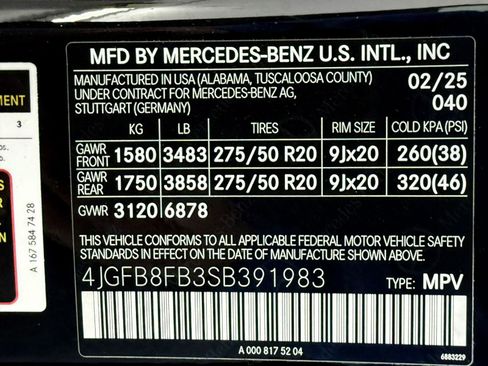 MFD BY MERCEDES-BENZ U.S. INTL., INC
MANUFACTURED IN USA (ALABAMA, TUSCALOOSA COUNTY) 02/25
UNDER CONTRACT FOR MERCEDES-BENZ AG, 040
STUTTGART (GERMANY)
KG LB TIRES RIM SIZE COLD KPA (PSI)
GAWR FRONT 1580 3483 275/50 R20 9Jx20 260(38)
GAWR REAR 1750 3858 275/50 R20 9Jx20 320(46)
GVWR 3120 6878
THIS VEHICLE CONFORMS TO ALL APPLICABLE FEDERAL MOTOR VEHICLE SAFETY
STANDARDS IN EFFECT ON THE DATE OF MANUFACTURE SHOWN ABOVE.
4JGFB8FB3SB391983 TYPE: MPV
A 000 817 52 04
6883229
MENT
3
A 167 584 74 28